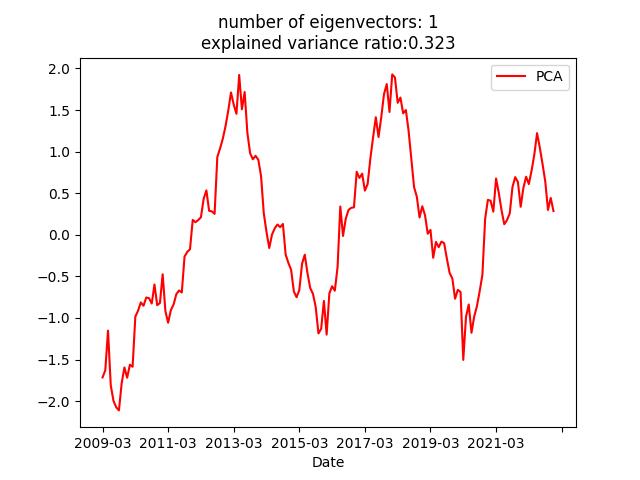 number of eigenvectors: 1
explained variance ratio:0.323
PCA
2.0
1.5
1.0
0.5
0.0
−0.5
−1.0
−1.5
−2.0
2009-03 2011-03 2013-03 2015-03 2017-03 2019-03 2021-03
Date